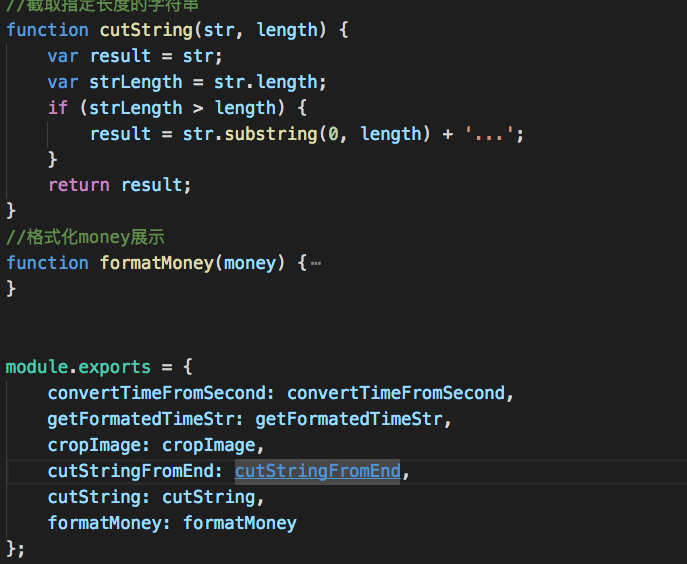 //截取指定长度的字符串
function cutString(str, length) {
    var result = str;
    var strLength = str.length;
    if (strLength > length) {
        result = str.substring(0, length) + '...';
    }
    return result;
}
//格式化money展示
function formatMoney(money) {⋯
}
module.exports = {
    convertTimeFromSecond: convertTimeFromSecond,
    getFormatedTimeStr: getFormatedTimeStr,
    cropImage: cropImage,
    cutStringFromEnd: cutStringFromEnd,
    cutString: cutString,
    formatMoney: formatMoney
};